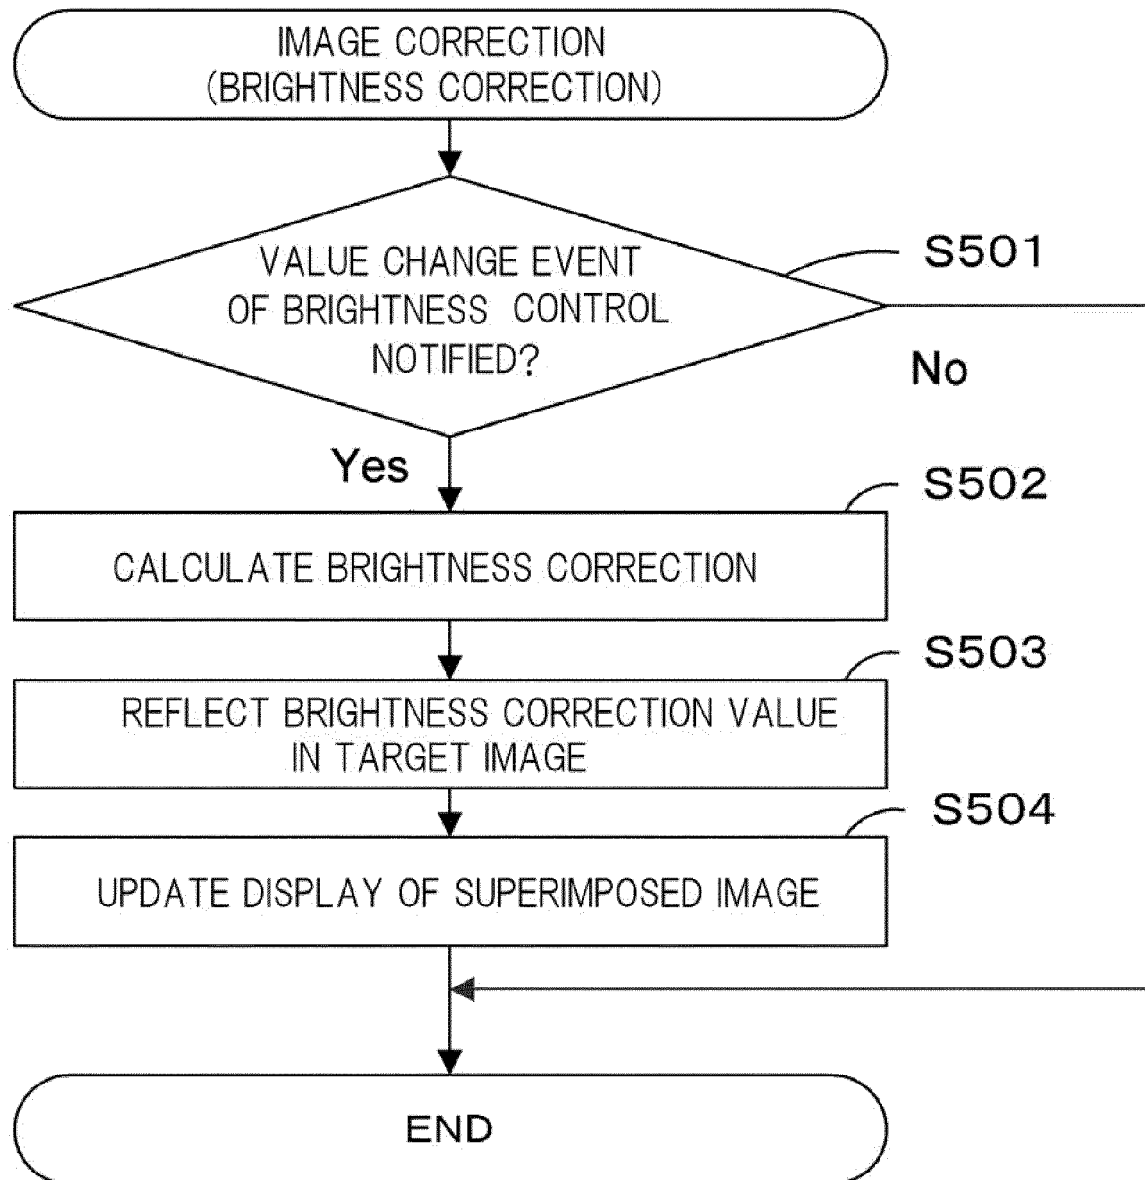 IMAGE CORRECTION
(BRIGHTNESS CORRECTION)
VALUE CHANGE EVENT
OF BRIGHTNESS CONTROL
NOTIFIED?
S501
No
Yes
S502
CALCULATE BRIGHTNESS CORRECTION
S503
REFLECT BRIGHTNESS CORRECTION VALUE
IN TARGET IMAGE
S504
UPDATE DISPLAY OF SUPERIMPOSED IMAGE
END